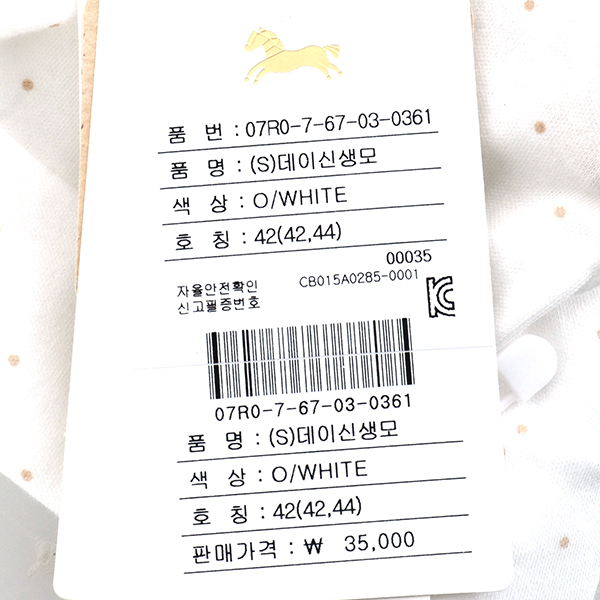 품 번 : 07R0-7-67-03-0361
품 명 : (S)데이신생모
색 상 : O/WHITE
호 칭 : 42(42,44)
00035
자율안전확인 CB015A0285-0001
신고필증번호
07R0-7-67-03-0361
품 명 : (S)데이신생모
색 상 : O/WHITE
호 칭 : 42(42,44)
판매가격 : ₩ 35,000